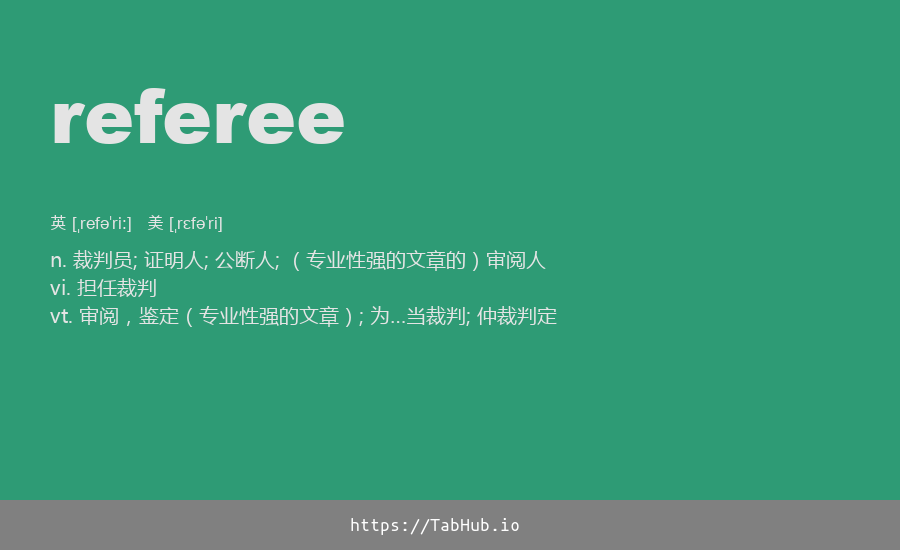 referee
英 [ˌrefəˈriː] 美 [ˌrɛfəˈri]
n. 裁判员; 证明人; 公断人; （专业性强的文章的）审阅人
vi. 担任裁判
vt. 审阅，鉴定（专业性强的文章）; 为…当裁判; 仲裁判定
https://TabHub.io